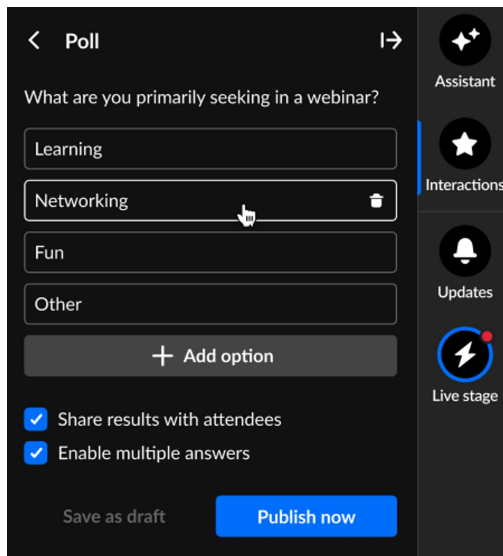 Poll
What are you primarily seeking in a webinar?
Learning
Networking
Fun
Other
Add option
Share results with attendees
Enable multiple answers
Save as draft
Publish now
Assistant
Interactions
Updates
Live stage